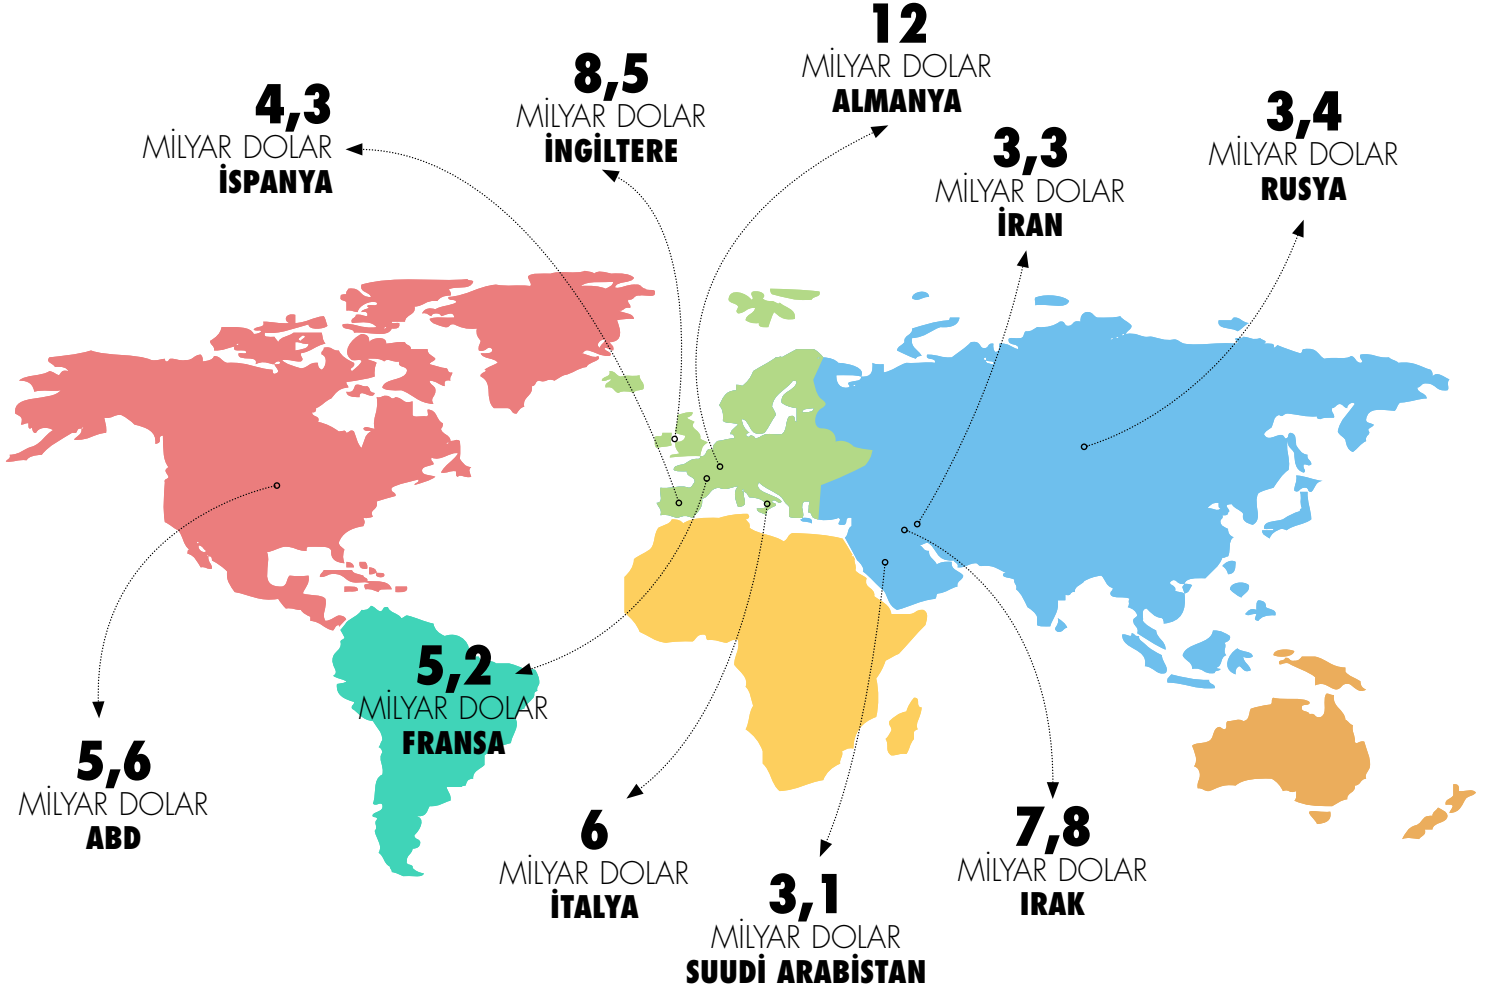 12
MİLYAR DOLAR
ALMANYA
8,5
MİLYAR DOLAR
İNGİLTERE
4,3
MİLYAR DOLAR
İSPANYA
3,4
MİLYAR DOLAR
RUSYA
3,3
MİLYAR DOLAR
İRAN
5,2
MİLYAR DOLAR
FRANSA
5,6
MİLYAR DOLAR
ABD
6
MİLYAR DOLAR
İTALYA
3,1
MİLYAR DOLAR
SUUDİ ARABİSTAN
7,8
MİLYAR DOLAR
IRAK